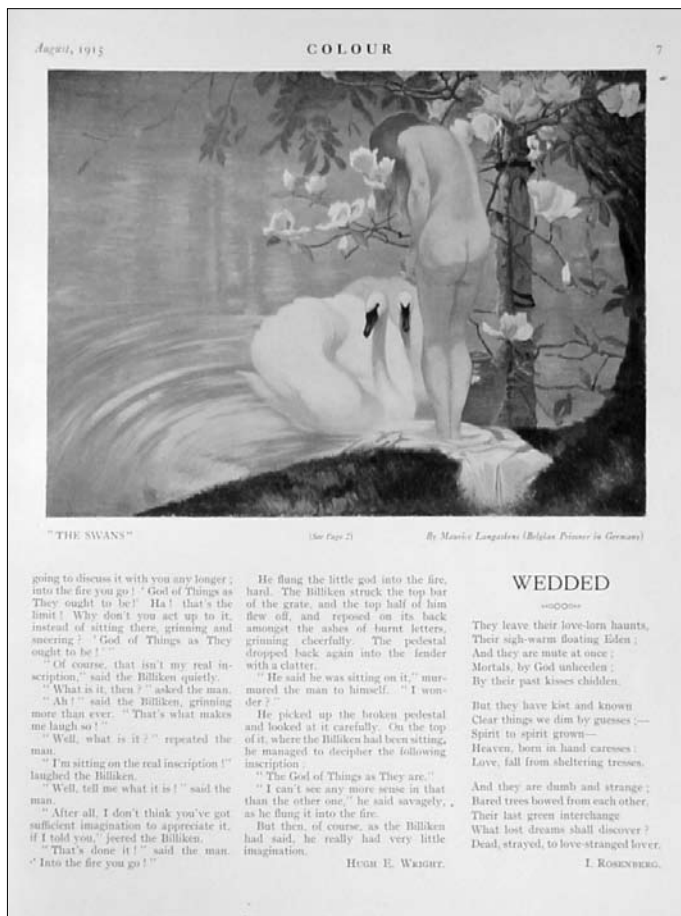 August, 1915
COLOUR
7
"THE SWANS"
(See Page 2)
By Maurice Langaskens (Belgian Prisoner in Germany)
going to discuss it with you any longer ;
into the fire you go ! ' God of Things as
They ought to be!' Ha ! that's the
limit ! Why don't you act up to it,
instead of sitting there, grinning and
sneering ? ' God of Things as They
ought to be ! ' "
" Of course, that isn't my real in-
scription," said the Billiken quietly.
" What is it, then ? " asked the man.
" Ah ! " said the Billiken, grinning
more than ever. " That's what makes
me laugh so ! "
" Well, what is it ? " repeated the
man.
" I'm sitting on the real inscription ! "
laughed the Billiken.
" Well, tell me what it is ! " said the
man.
" After all, I don't think you've got
sufficient imagination to appreciate it,
if I told you," jeered the Billiken.
" That's done it ! " said the man.
" Into the fire you go ! "
He flung the little god into the fire,
hard. The Billiken struck the top bar
of the grate, and the top half of him
flew off, and reposed on its back
amongst the ashes of burnt letters,
grinning cheerfully. The pedestal
dropped back again into the fender
with a clatter.
" He said he was sitting on it," mur-
mured the man to himself. " I won-
der ? "
He picked up the broken pedestal
and looked at it carefully. On the top
of it, where the Billiken had been sitting,
he managed to decipher the following
inscription :
" The God of Things as They are."
" I can't see any more sense in that
than the other one," he said savagely,
as he flung it into the fire.
But then, of course, as the Billiken
had said, he really had very little
imagination.
HUGH E. WRIGHT.
WEDDED
They leave their love-lorn haunts,
Their sigh-warm floating Eden ;
And they are mute at once ;
Mortals, by God unheeden ;
By their past kisses chidden.
But they have kist and known
Clear things we dim by guesses ;—
Spirit to spirit grown—
Heaven, born in hand caresses :
Love, fall from sheltering tresses.
And they are dumb and strange ;
Bared trees bowed from each other.
Their last green interchange
What lost dreams shall discover ?
Dead, strayed, to love-stranged lover.
I. ROSENBERG.